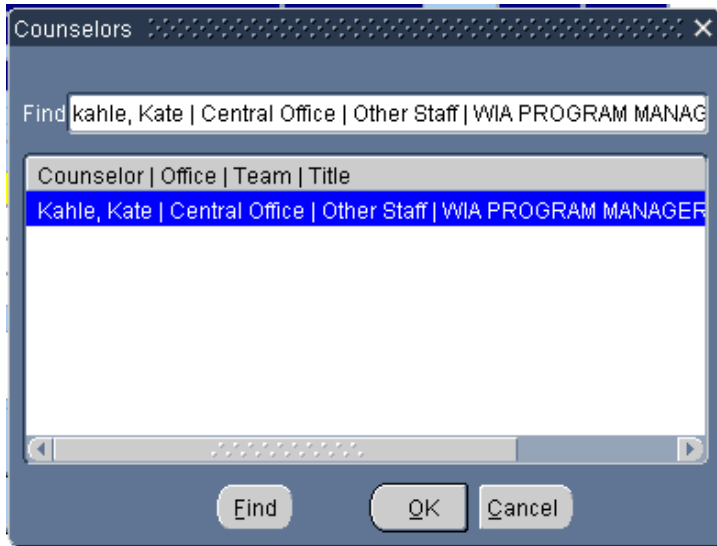 Counselors
Find kahle, Kate | Central Office | Other Staff | WIA PROGRAM MANAG
Counselor | Office | Team | Title
Kahle, Kate | Central Office | Other Staff | WIA PROGRAM MANAGER
Find OK Cancel